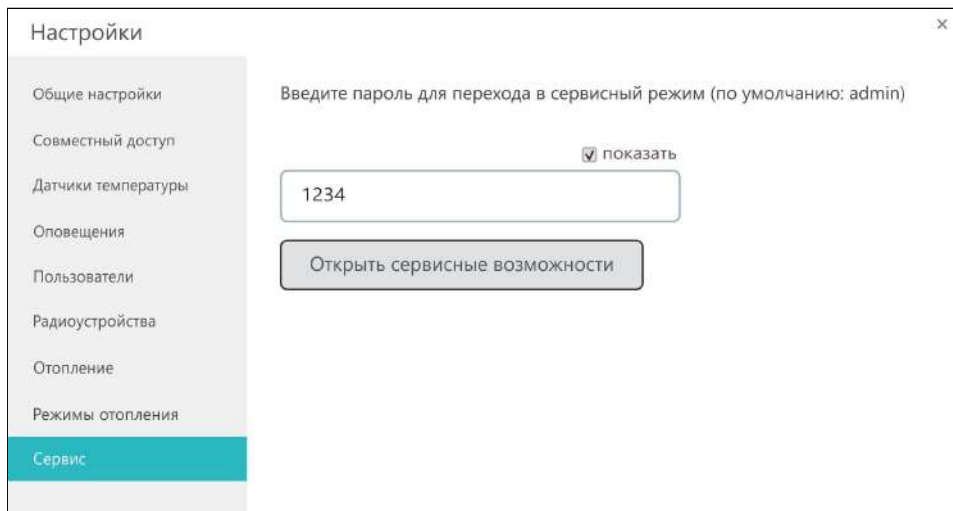 Настройки
×
Общие настройки
Совместный доступ
Датчики температуры
Оповещения
Пользователи
Радиоустройства
Отопление
Режимы отопления
Сервис
Введите пароль для перехода в сервисный режим (по умолчанию: admin)
показать
1234
Открыть сервисные возможности